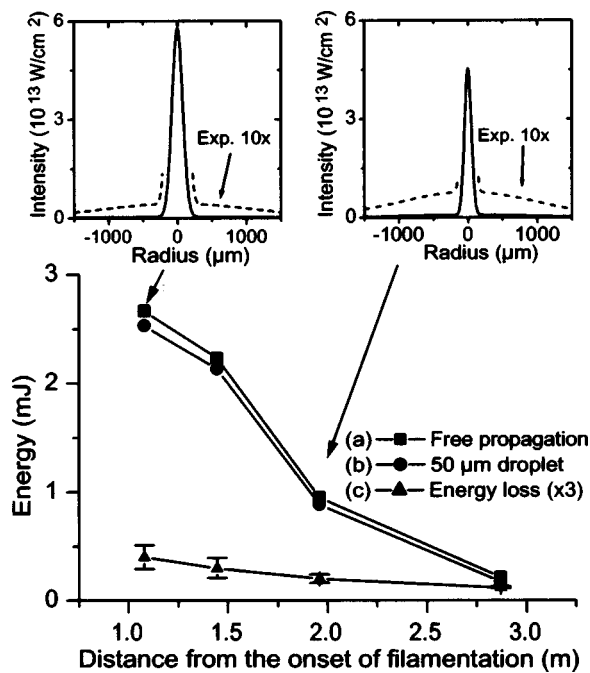 6
3
0
Intensity (10 13 W/cm 2)
Exp. 10x
-1000
0
1000
Radius (µm)
6
3
0
Intensity (10 13 W/cm 2)
Exp. 10x
-1000
0
1000
Radius (µm)
3
2
1
0
Energy (mJ)
(a) Free propagation
(b) 50 µm droplet
(c) Energy loss (x3)
1.0
1.5
2.0
2.5
3.0
Distance from the onset of filamentation (m)